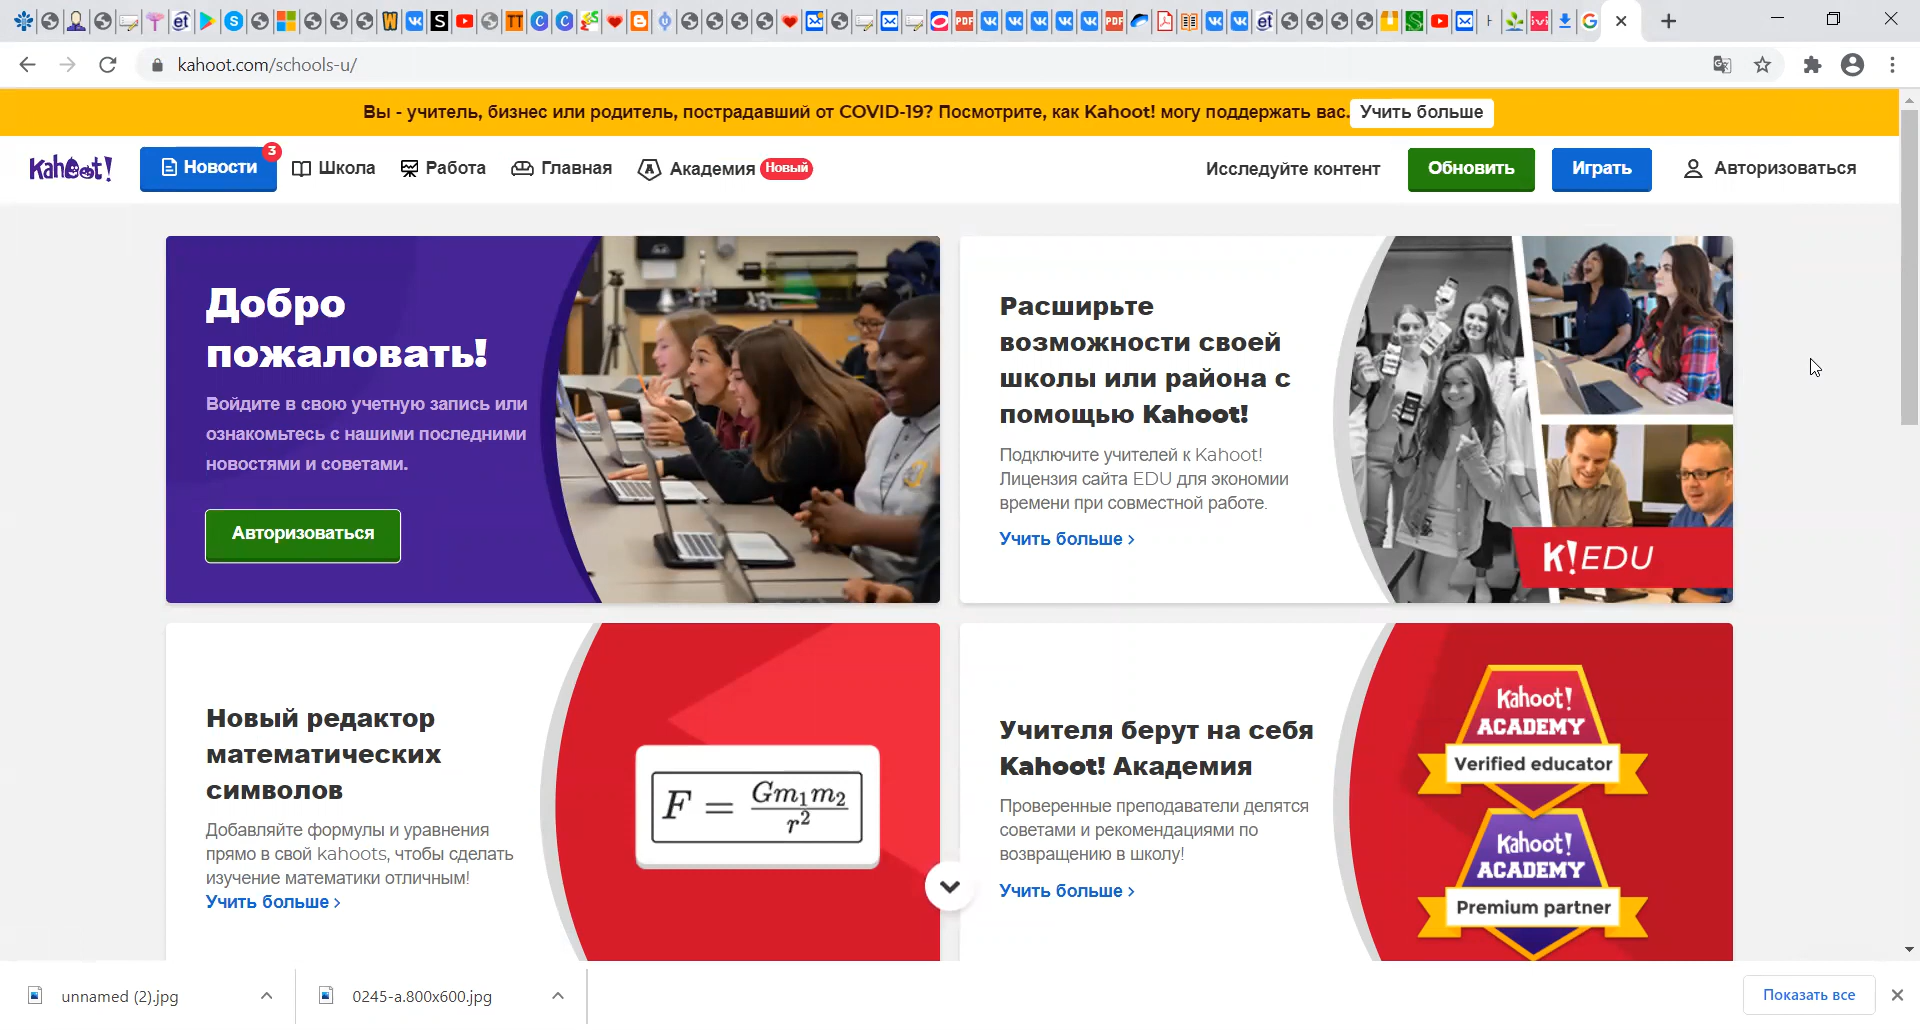 kahoot.com/schools-u/
Вы - учитель, бизнес или родитель, пострадавший от COVID-19? Посмотрите, как Kahoot! могу поддержать вас. Учить больше
Kahoot!
Новости
3
Школа
Работа
Главная
Академия
Новый
Исследуйте контент
Обновить
Играть
Авторизоваться
Добро
пожаловать!
Войдите в свою учетную запись или
ознакомьтесь с нашими последними
новостями и советами.
Авторизоваться
Расширьте
возможности своей
школы или района с
помощью Kahoot!
Подключите учителей к Kahoot!
Лицензия сайта EDU для экономии
времени при совместной работе.
Учить больше ›
K!EDU
Новый редактор
математических
символов
Добавляйте формулы и уравнения
прямо в свой kahoots, чтобы сделать
изучение математики отличным!
Учить больше ›
F = Gm₁m₂ / r²
Учителя берут на себя
Kahoot! Академия
Проверенные преподаватели делятся
советами и рекомендациями по
возвращению в школу!
Учить больше ›
Kahoot!
ACADEMY
Verified educator
Kahoot!
ACADEMY
Premium partner
unnamed (2).jpg
0245-a.800x600.jpg
Показать все